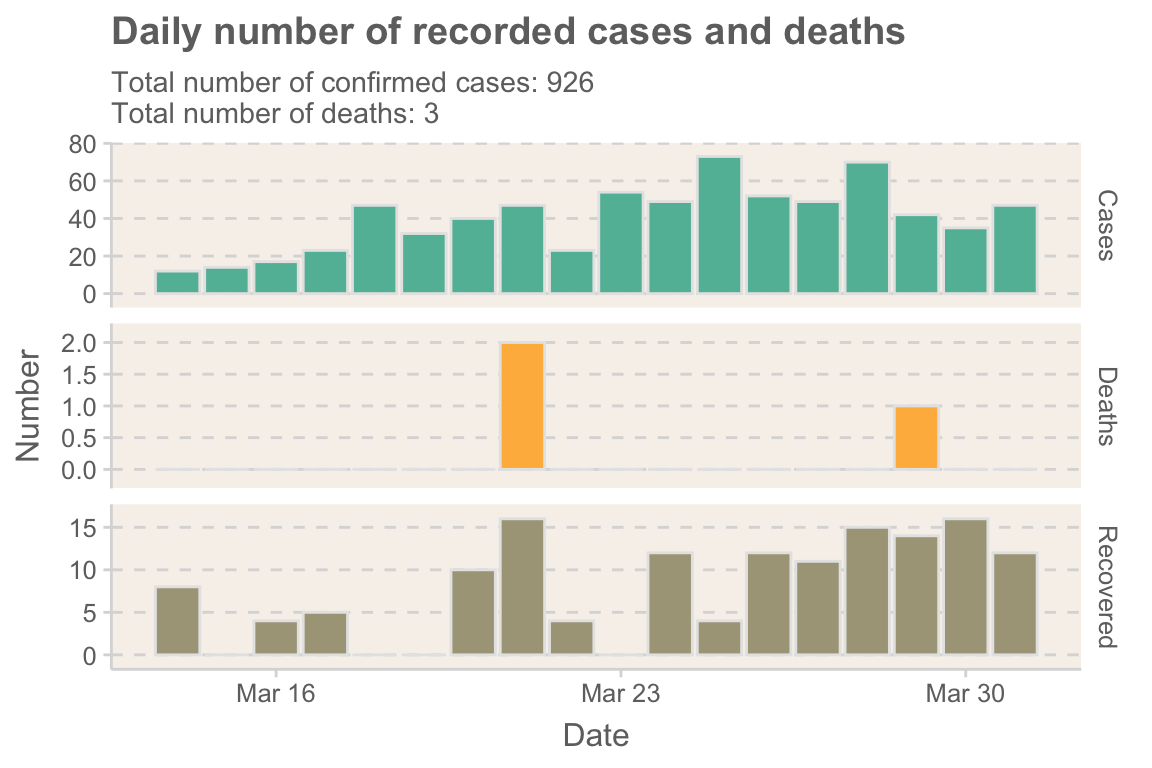 Daily number of recorded cases and deaths
Total number of confirmed cases: 926
Total number of deaths: 3
80
60
40
20
0
Cases
Number
2.0
1.5
1.0
0.5
0.0
Deaths
15
10
5
0
Recovered
Mar 16
Mar 23
Mar 30
Date